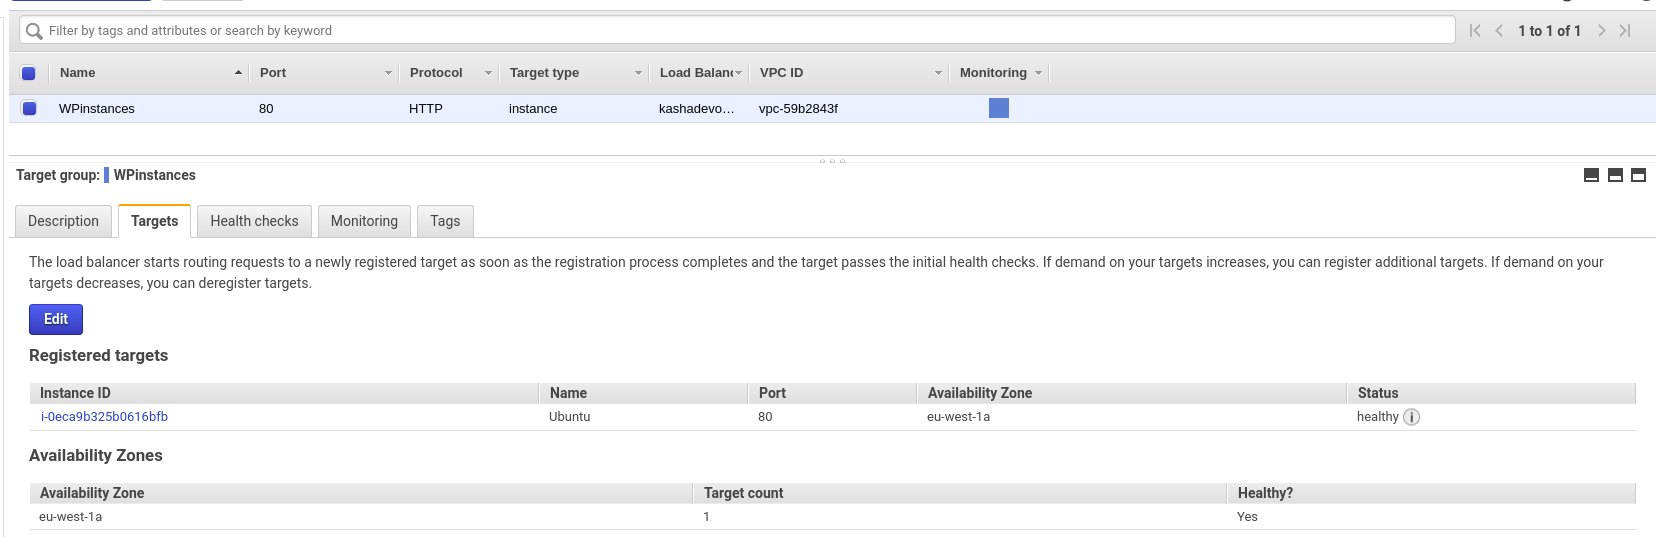 Filter by tags and attributes or search by keyword
1 to 1 of 1
Name Port Protocol Target type Load Balanc VPC ID Monitoring
WPinstances 80 HTTP instance kashadevo… vpc-59b2843f
Target group: WPinstances
Description Targets Health checks Monitoring Tags
The load balancer starts routing requests to a newly registered target as soon as the registration process completes and the target passes the initial health checks. If demand on your targets increases, you can register additional targets. If demand on your
targets decreases, you can deregister targets.
Edit
Registered targets
Instance ID Name Port Availability Zone Status
i-0eca9b325b0616bfb Ubuntu 80 eu-west-1a healthy i
Availability Zones
Availability Zone Target count Healthy?
eu-west-1a 1 Yes